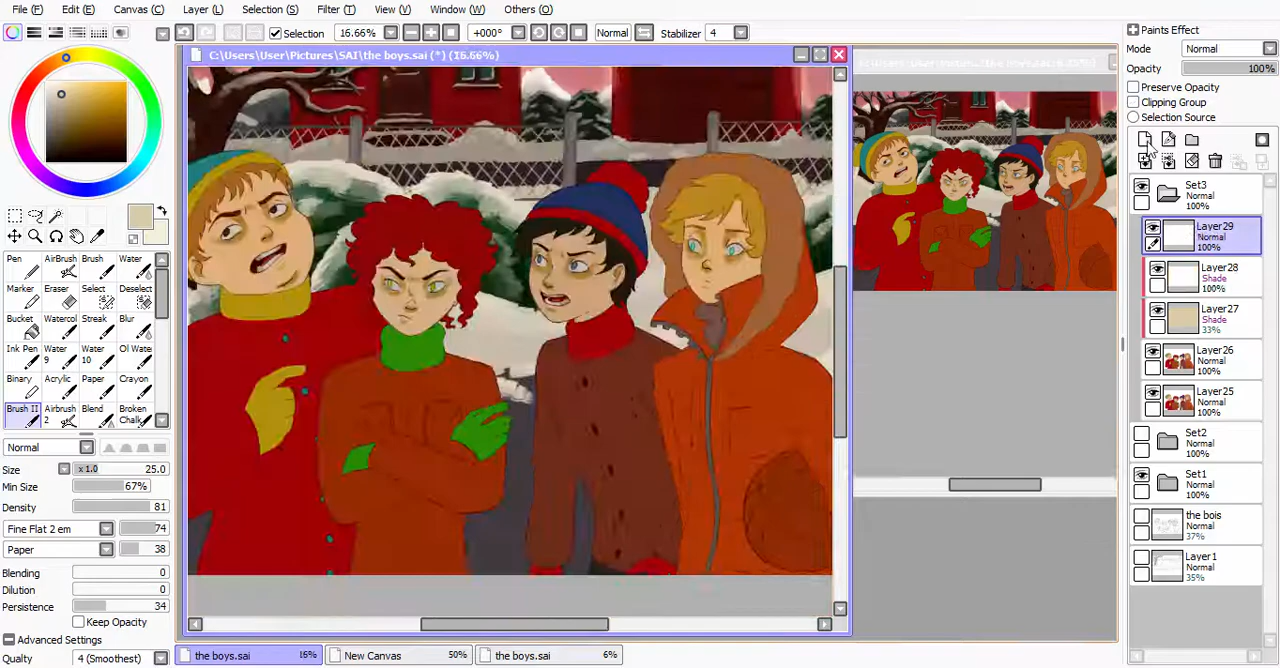 File (F) Edit (E) Canvas (C) Layer (L) Selection (S) Filter (T) View (V) Window (W) Others (O)
Selection 16.66% +000° Normal Stabilizer 4
C:\Users\User\Pictures\SAI\the boys.sai (*) (16.66%)
Paints Effect
Mode Normal
Opacity 100%
Preserve Opacity
Clipping Group
Selection Source
Set3
100%
Layer29
Normal
100%
Layer28
Shade
100%
Layer27
Shade
33%
Layer26
Normal
100%
Layer25
Normal
100%
Set2
Normal
100%
Set1
Normal
100%
the bois
Normal
37%
Layer1
Normal
35%
Pen AirBrush Brush Water
Marker Eraser Select Deselect
Bucket Watercol Streak Blur
Ink Pen Water 9 Water 10 Ol Water
Binary Acrylic Paper Crayon
Brush II Airbrush 2 Blend Broken Chalk
Normal
Size x 1.0 25.0
Min Size 67%
Density 81
Fine Flat 2 em 74
Paper 38
Blending 0
Dilution 0
Persistence 34
Keep Opacity
Advanced Settings
Qualty 4 (Smoothest)
the boys.sai 16% New Canvas 50% the boys.sai 6%